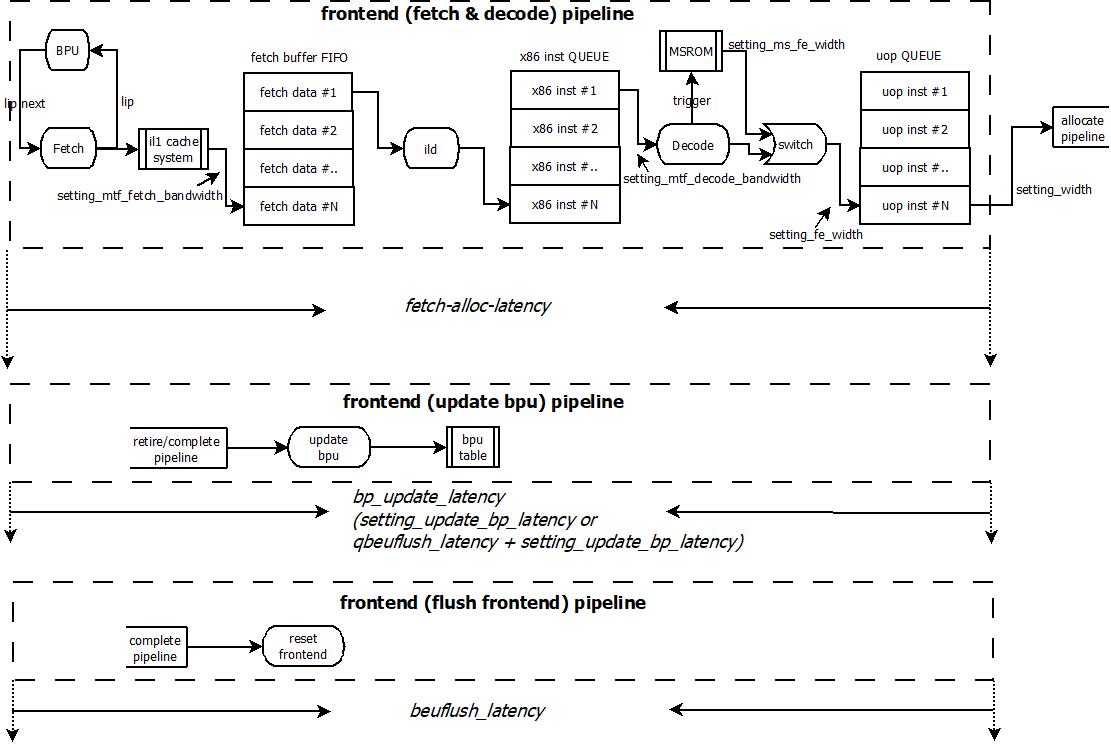 frontend (fetch & decode) pipeline
BPU
lip next
lip
Fetch
il1 cache
system
setting_mtf_fetch_bandwidth
fetch buffer FIFO
fetch data #1
fetch data #2
fetch data #..
fetch data #N
ild
x86 inst QUEUE
x86 inst #1
x86 inst #2
x86 inst #..
x86 inst #N
MSROM
setting_ms_fe_width
trigger
Decode
switch
setting_mtf_decode_bandwidth
setting_fe_width
uop QUEUE
uop inst #1
uop inst #2
uop inst #..
uop inst #N
allocate
pipeline
setting_width
fetch-alloc-latency
frontend (update bpu) pipeline
retire/complete
pipeline
update
bpu
bpu
table
bp_update_latency
(setting_update_bp_latency or
qbeuflush_latency + setting_update_bp_latency)
frontend (flush frontend) pipeline
complete
pipeline
reset
frontend
beuflush_latency